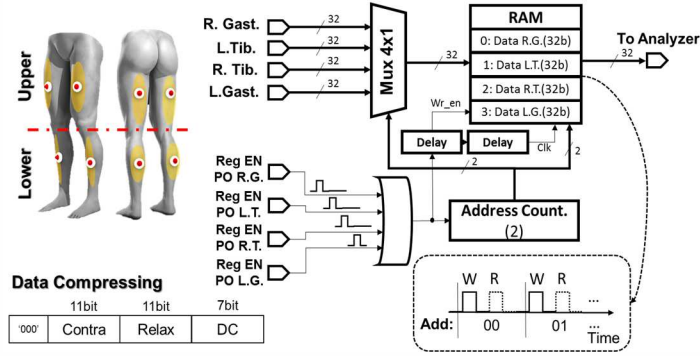 Upper
Lower
R. Gast.
L.Tib.
R. Tib.
L.Gast.
32
32
32
32
Mux 4x1
32
RAM
0: Data R.G.(32b)
1: Data L.T.(32b)
2: Data R.T.(32b)
3: Data L.G.(32b)
To Analyzer
32
Wr_en
Delay
Delay
Clk
2
2
Reg EN
PO R.G.
Reg EN
PO L.T.
Reg EN
PO R.T.
Reg EN
PO L.G.
Address Count.
(2)
Data Compressing
11bit 11bit 7bit
'000' Contra Relax DC
W R W R ...
Add: 00 01 ...
Time